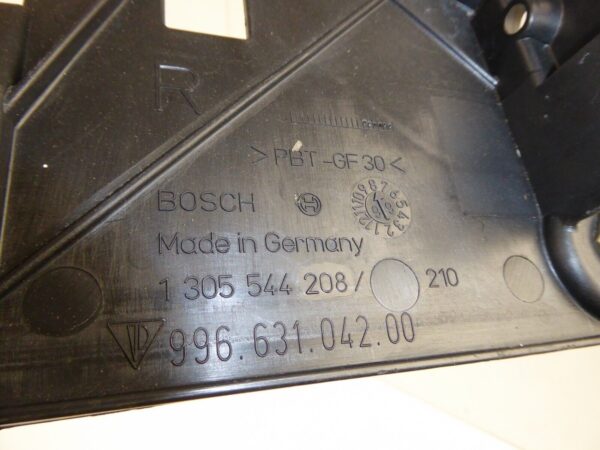 R
>PBT-GF30<
BOSCH
Made in Germany
1 305 544 208/ 210
996.631.042.00